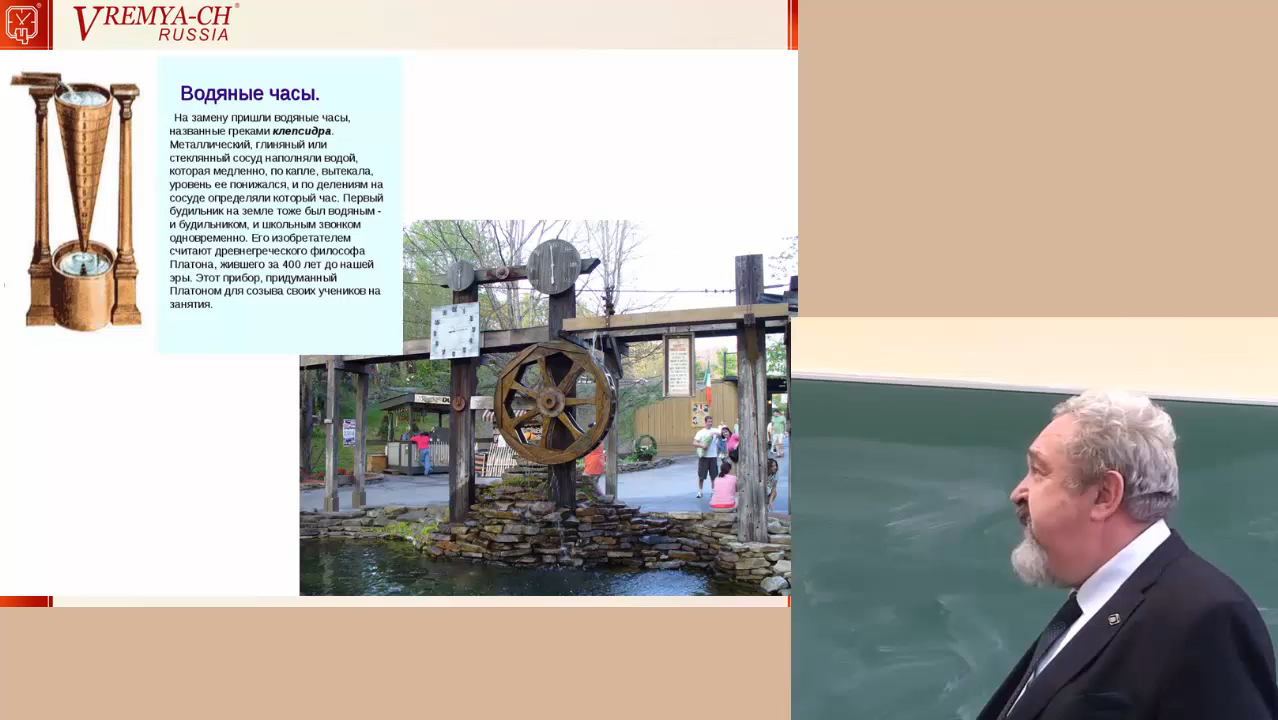 VREMYA-CH®
RUSSIA
Водяные часы.
На замену пришли водяные часы,
названные греками клепсидра.
Металлический, глиняный или
стеклянный сосуд наполняли водой,
которая медленно, по капле, вытекала,
уровень ее понижался, и по делениям на
сосуде определяли который час. Первый
будильник на земле тоже был водяным -
и будильником, и школьным звонком
одновременно. Его изобретателем
считают древнегреческого философа
Платона, жившего за 400 лет до нашей
эры. Этот прибор, придуманный
Платоном для созыва своих учеников на
занятия.